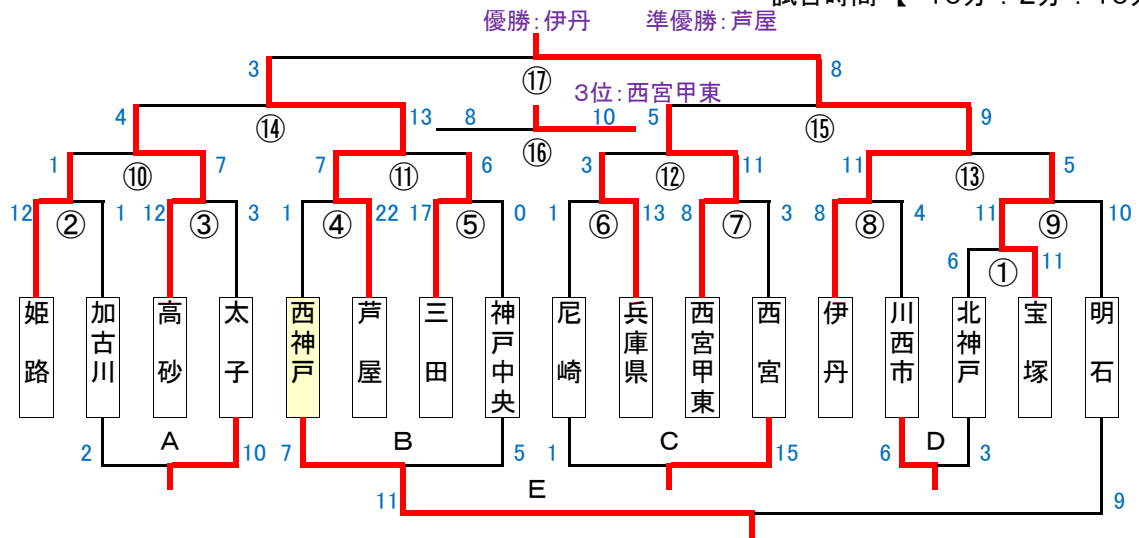 優勝:伊丹 準優勝:芦屋
3 ⑰ 8
3位:西宮甲東
4 ⑭ 13 8 ⑯ 10 5 ⑮ 9
1 ⑩ 7 7 ⑪ 6 3 ⑫ 11 11 ⑬ 5
12 ② 1 12 ③ 3 1 ④ 22 17 ⑤ 0 1 ⑥ 13 8 ⑦ 3 8 ⑧ 4 11 ⑨ 10
6 ① 11
姫路
加古川
高砂
太子
西神戸
芦屋
三田
神戸中央
尼崎
兵庫県
西宮甲東
西宮
伊丹
川西市
北神戸
宝塚
明石
2 A 10 7 B 5 1 C 15 6 D 3
11 E 9